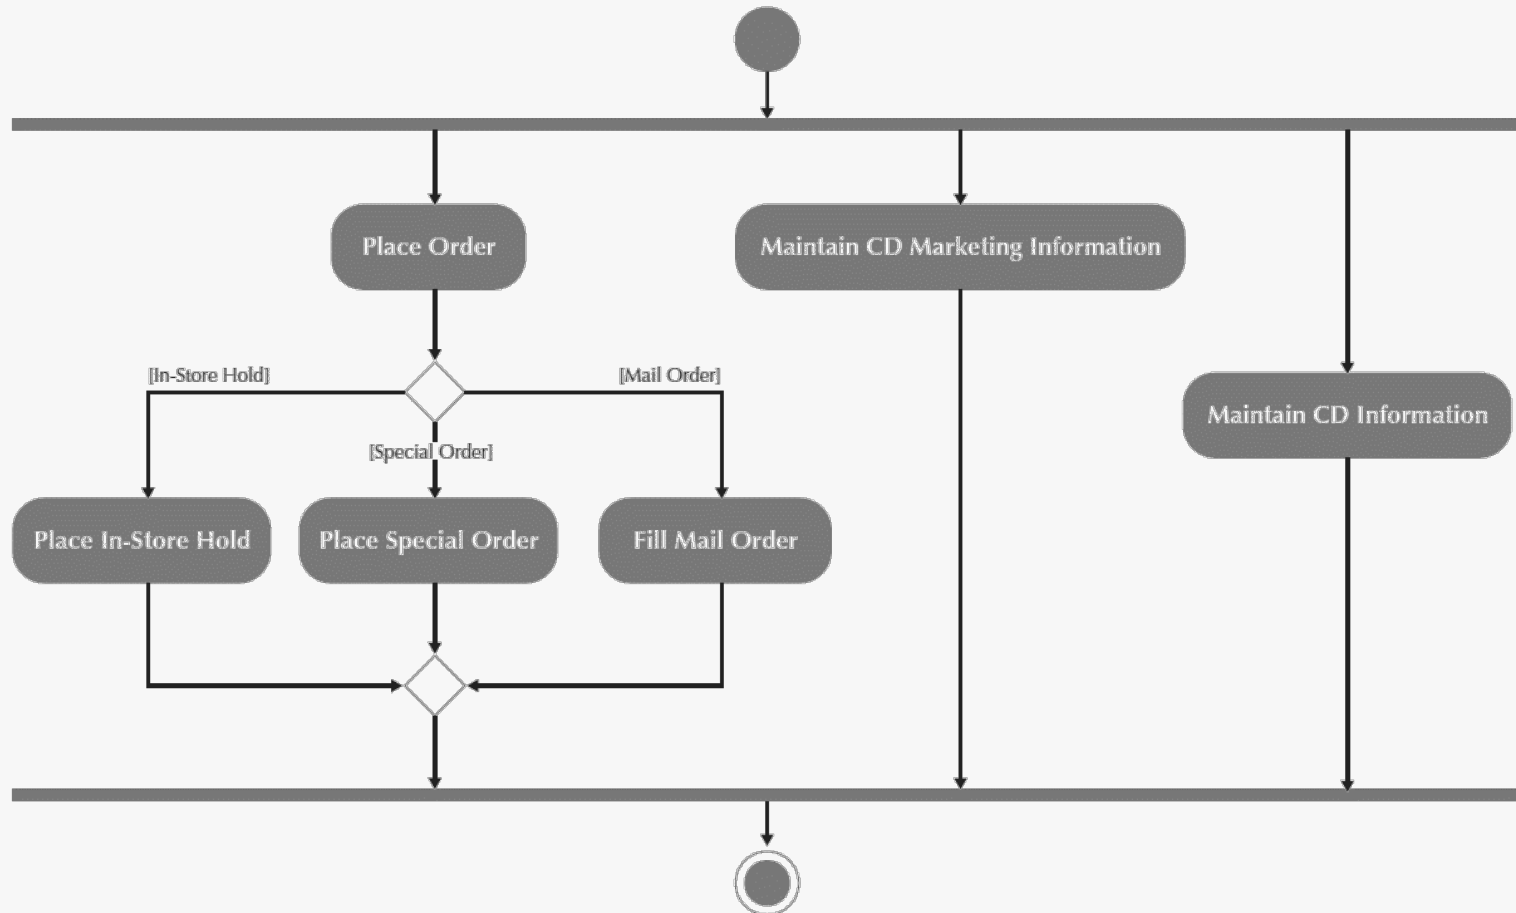 Place Order
Maintain CD Marketing Information
[In-Store Hold]
[Mail Order]
Maintain CD Information
[Special Order]
Place In-Store Hold
Place Special Order
Fill Mail Order